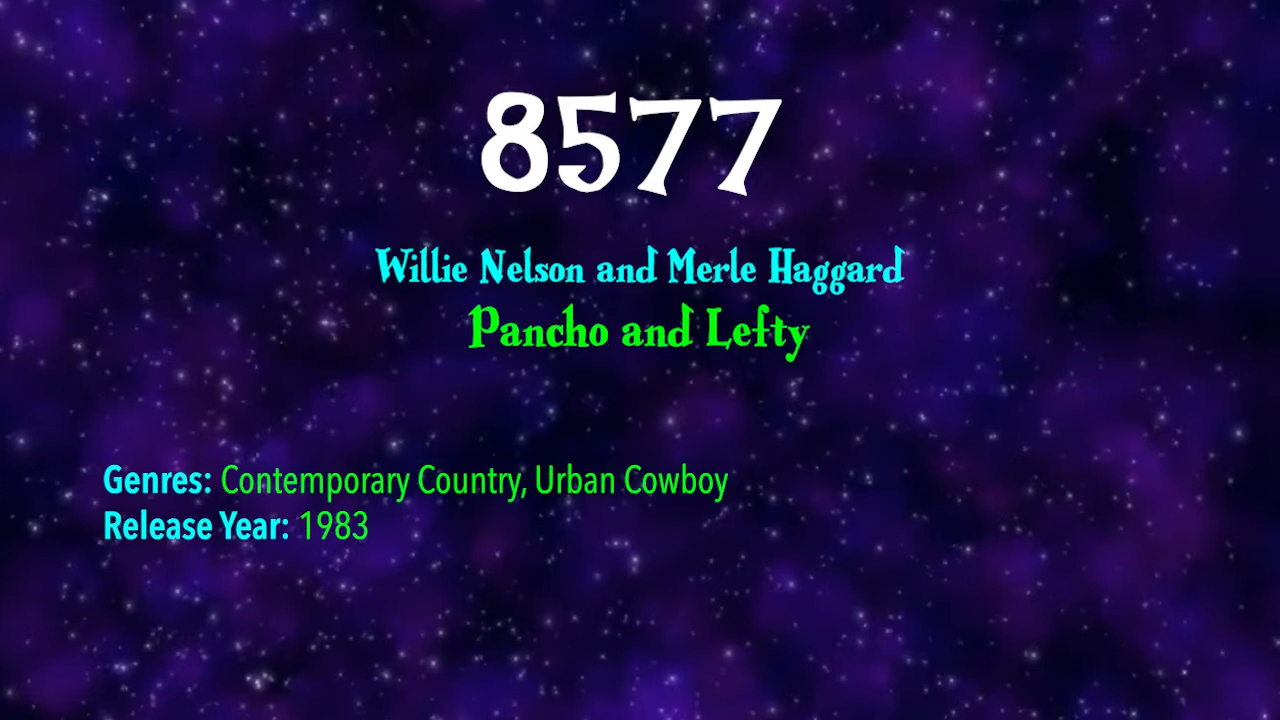 8577
Willie Nelson and Merle Haggard
Pancho and Lefty
Genres: Contemporary Country, Urban Cowboy
Release Year: 1983